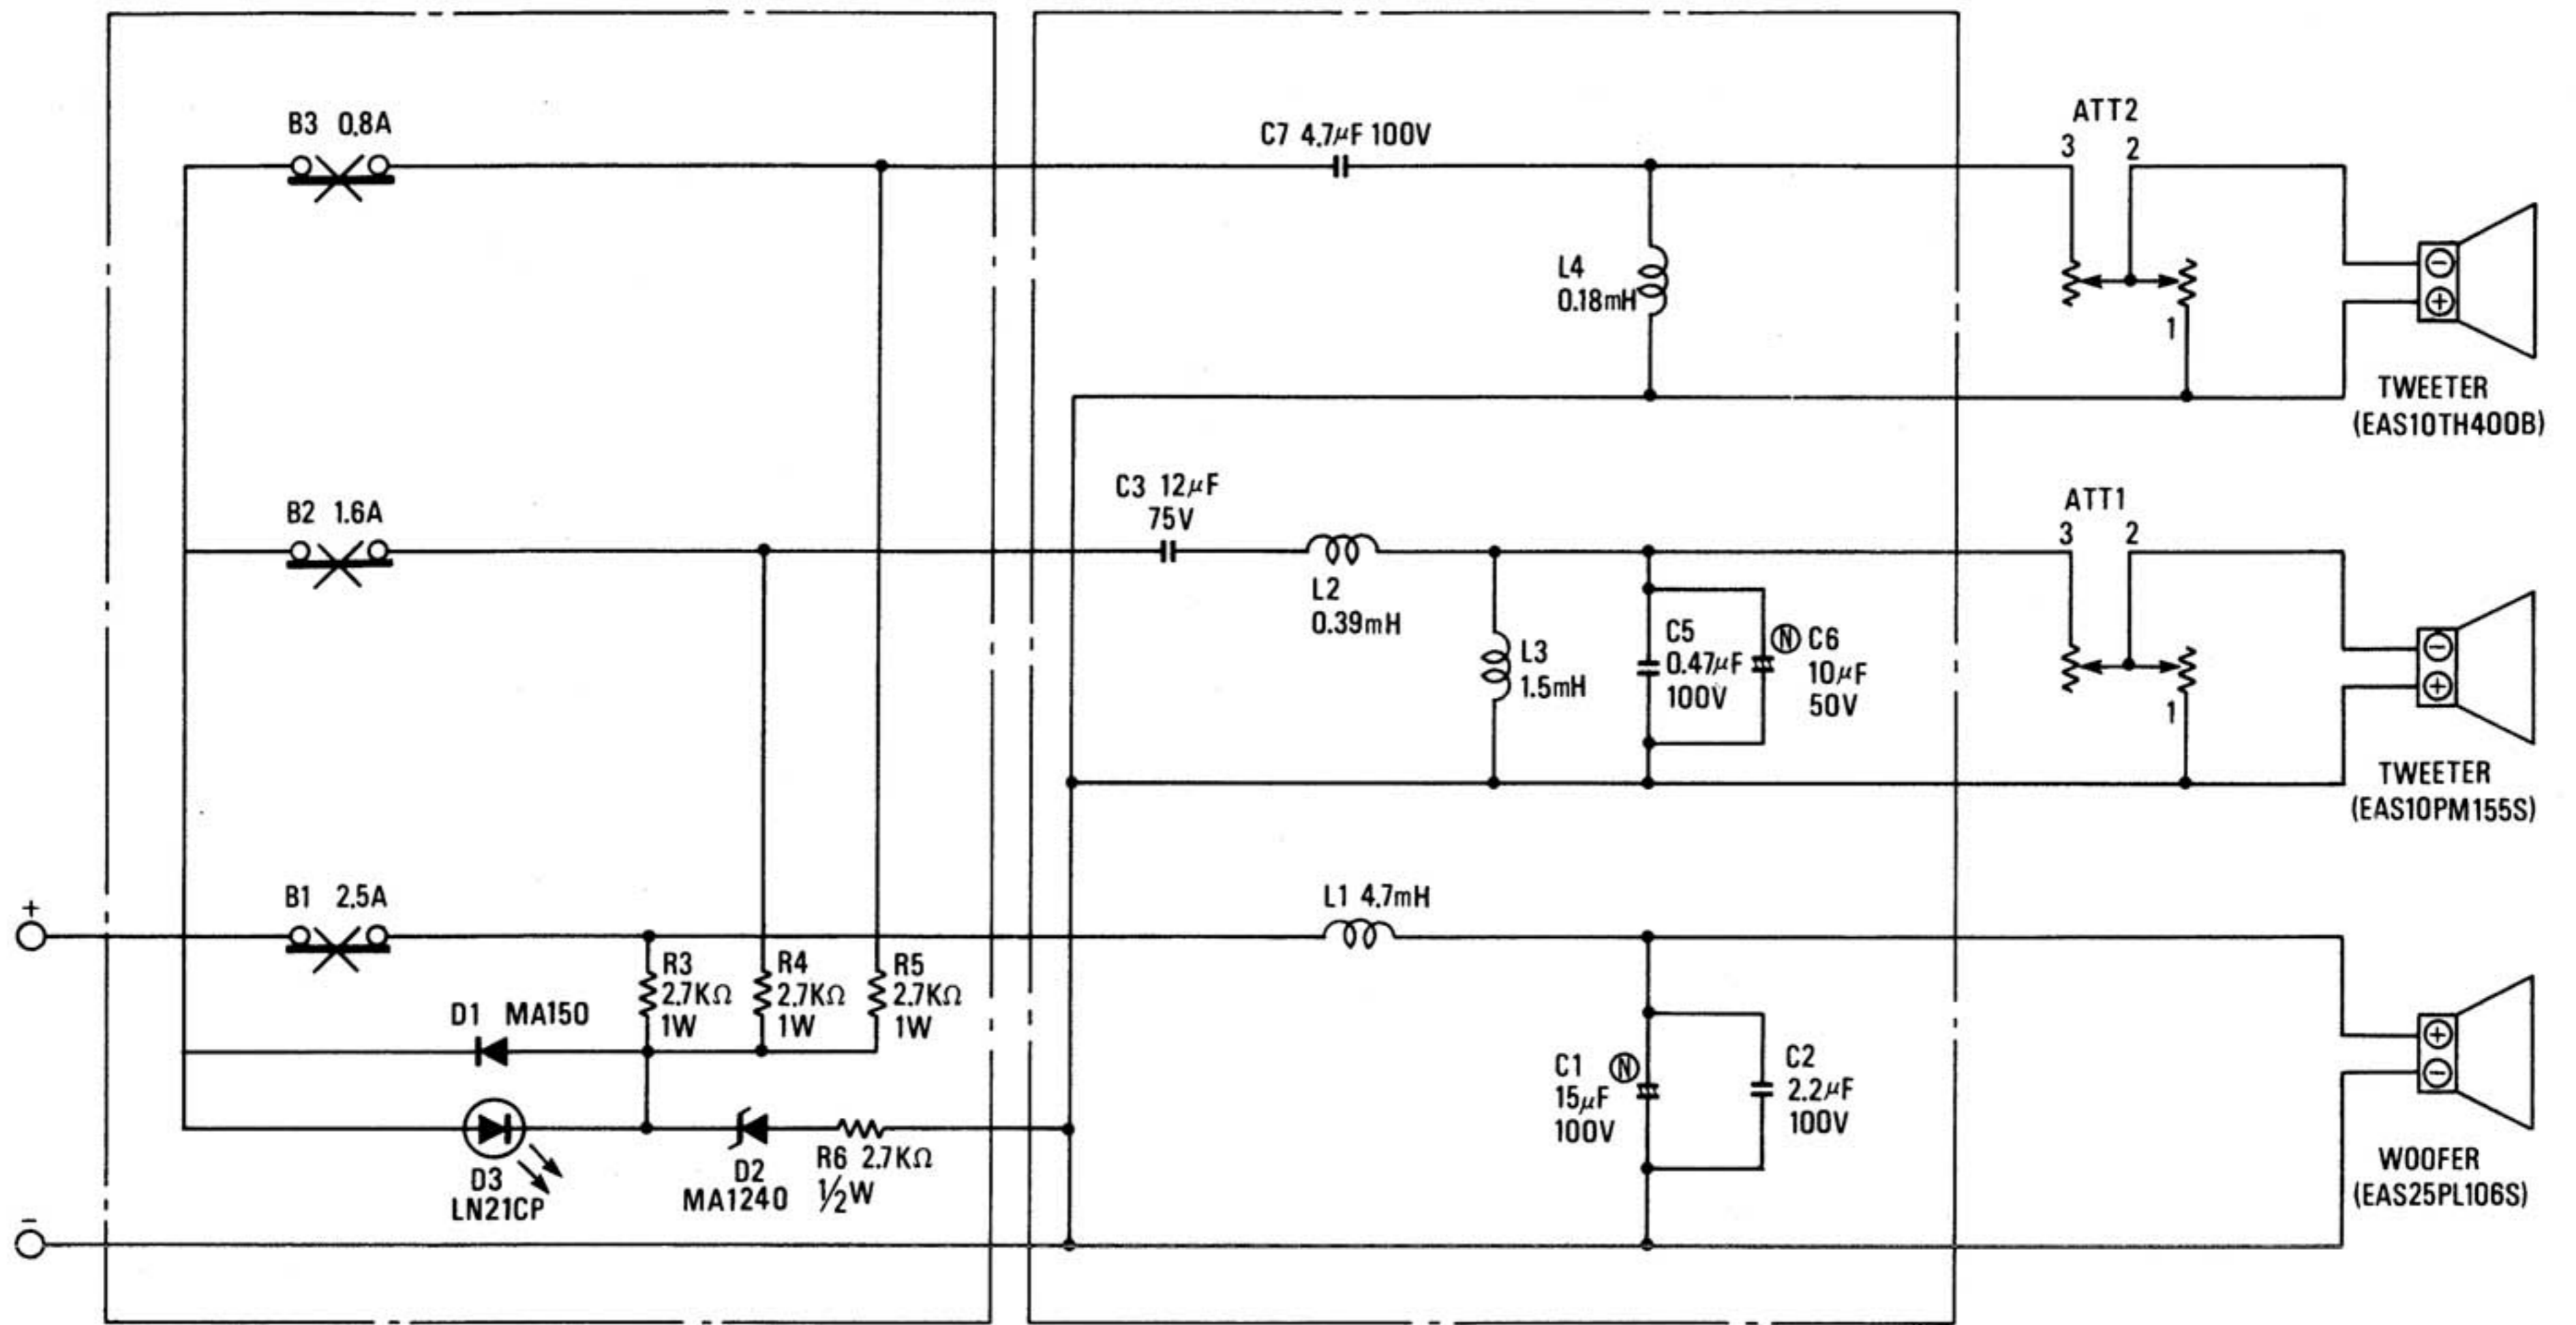 B3 0.8A
C7 4.7μF 100V
ATT2
3 2
L4
0.18mH
1
−
+
TWEETER
(EAS10TH400B)
B2 1.6A
C3 12μF
75V
L2
0.39mH
L3
1.5mH
C5
0.47μF
100V
N C6
10μF
50V
ATT1
3 2
1
−
+
TWEETER
(EAS10PM155S)
+
B1 2.5A
L1 4.7mH
R3
2.7KΩ
1W
R4
2.7KΩ
1W
R5
2.7KΩ
1W
D1 MA150
D3
LN21CP
D2
MA1240
R6 2.7KΩ
½W
C1 N
15μF
100V
C2
2.2μF
100V
+
−
WOOFER
(EAS25PL106S)
−